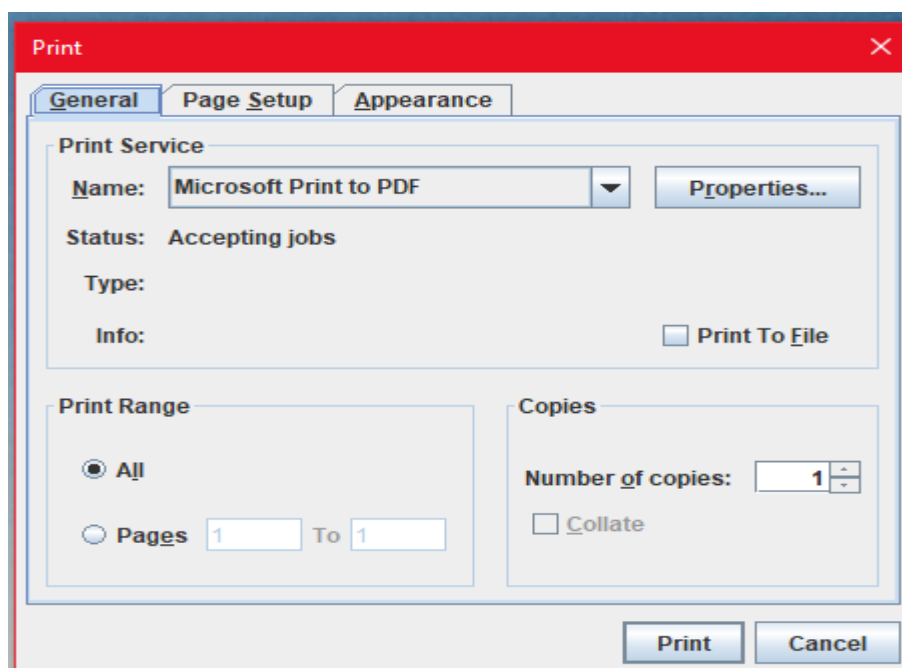 Print
General Page Setup Appearance
Print Service
Name: Microsoft Print to PDF Properties...
Status: Accepting jobs
Type:
Info: Print To File
Print Range
All
Pages 1 To 1
Copies
Number of copies: 1
Collate
Print Cancel